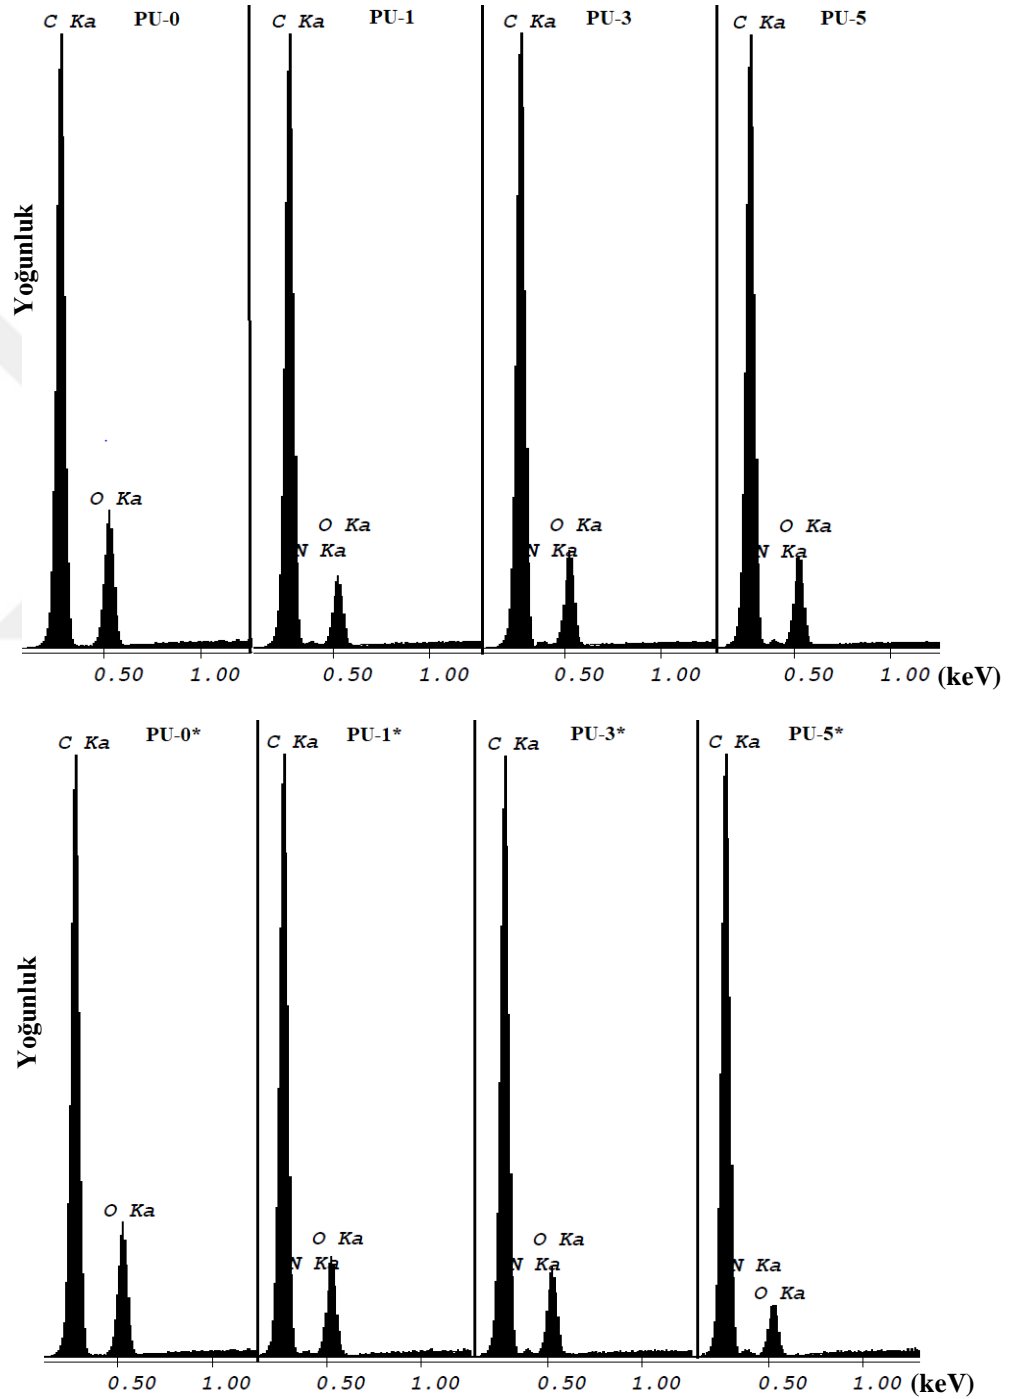 C Ka PU-0
C Ka PU-1
C Ka PU-3
C Ka PU-5
Yoğunluk
O Ka
O Ka
N Ka
O Ka
N Ka
O Ka
N Ka
0.50 1.00
0.50 1.00
0.50 1.00
0.50 1.00 (keV)
C Ka PU-0*
C Ka PU-1*
C Ka PU-3*
C Ka PU-5*
Yoğunluk
O Ka
O Ka
N Ka
O Ka
N Ka
N Ka
O Ka
0.50 1.00
0.50 1.00
0.50 1.00
0.50 1.00 (keV)